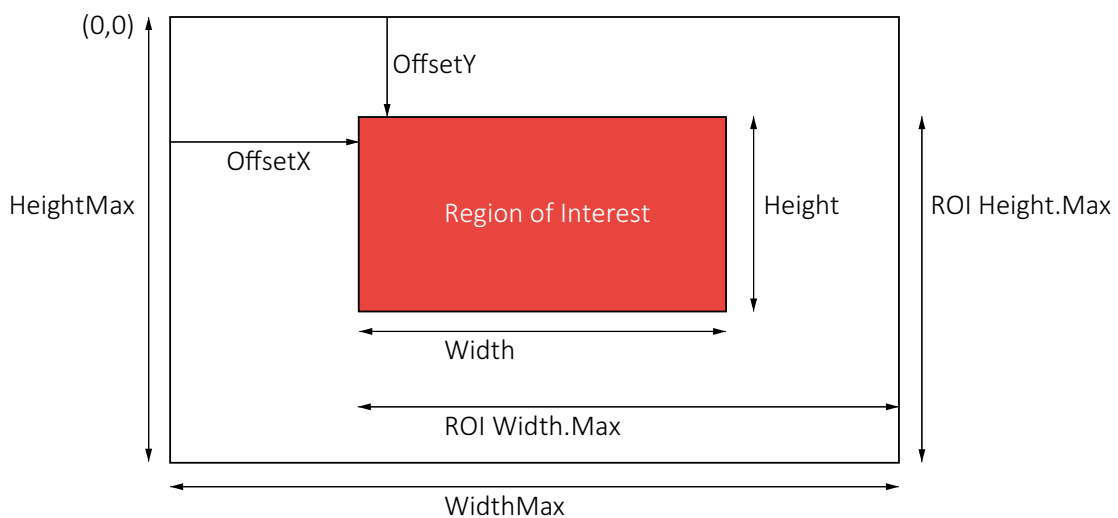 (0,0)
OffsetY
OffsetX
HeightMax
Region of Interest
Height
ROI Height.Max
Width
ROI Width.Max
WidthMax